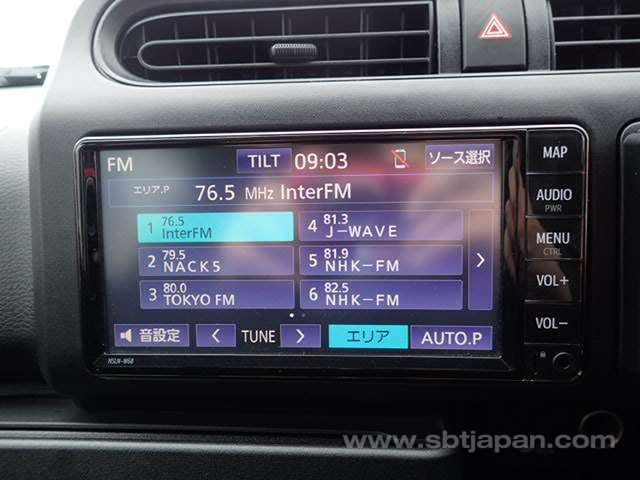 FM TILT 09:03 ソース選択
エリア.P 76.5 MHz InterFM
1 76.5 InterFM
2 79.5 NACK5
3 80.0 TOKYO FM
4 81.3 J-WAVE
5 81.9 NHK-FM
6 82.5 NHK-FM
>
音設定 < TUNE > エリア AUTO.P
NSLN-W68
MAP
AUDIO
PWR
MENU
CTRL
VOL+
VOL-
www.sbtjapan.com